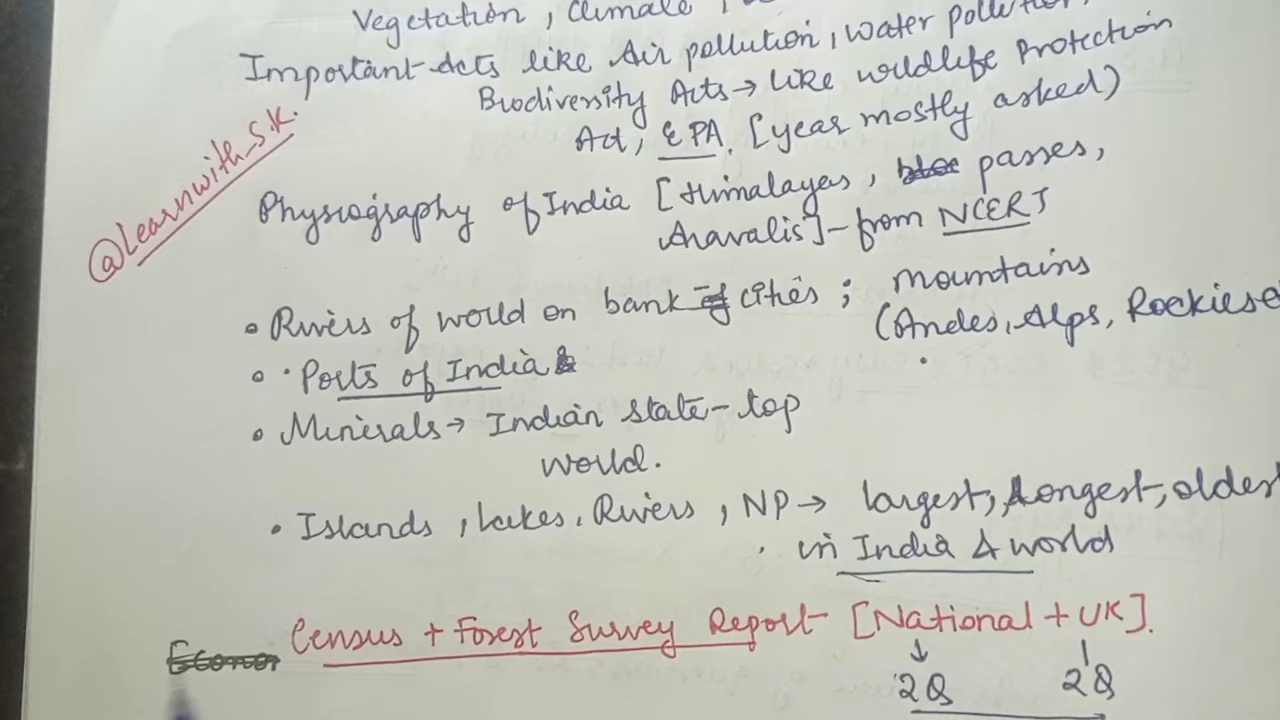 Vegetation, Climate,
Important Acts like Air pollution, Water pollution,
Biodiversity Acts → like wildlife Protection
Act, EPA. [year mostly asked)
@Learnwith_S.K.
Physiography of India [Himalayas, passes,
Aravalis] - from NCERT
• Rivers of world on bank of cities ; Mountains
(Andes, Alps, Rockies
• Ports of India &
• Minerals → Indian state - top
World.
• Islands, Lakes, Rivers, NP → largest, Longest, oldest
in India & world
Census + Forest Survey Report [National + UK].
Econo
↓
2Q 2Q